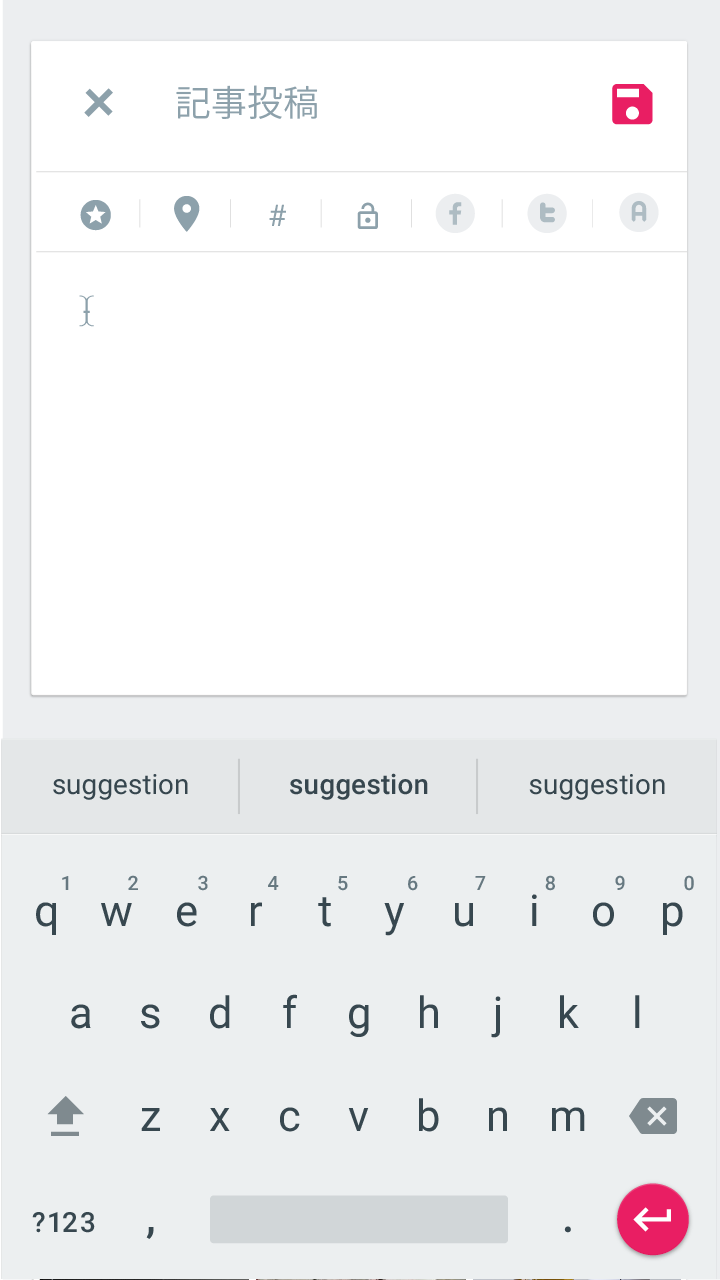 記事投稿
#
suggestion suggestion suggestion
1 2 3 4 5 6 7 8 9 0
q w e r t y u i o p
a s d f g h j k l
z x c v b n m
?123 , .